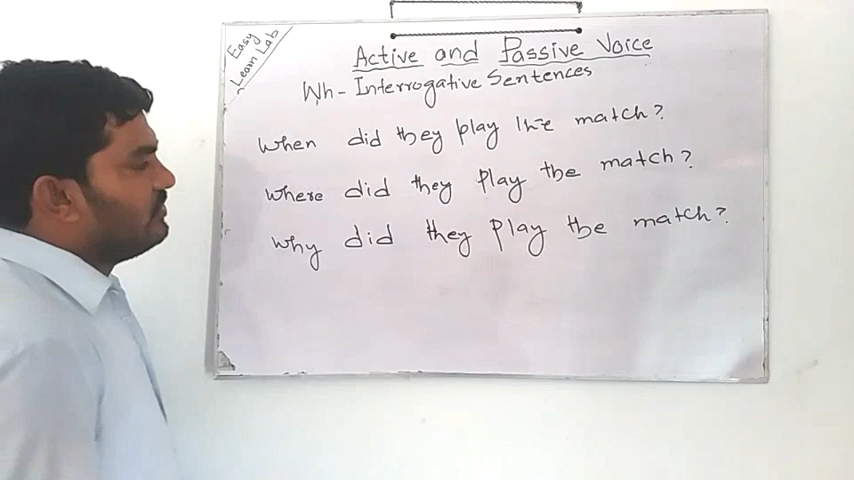 Easy
Learn Lab
Active and Passive Voice
Wh - Interrogative Sentences
When did they play the match?
Where did they play the match?
Why did they play the match?